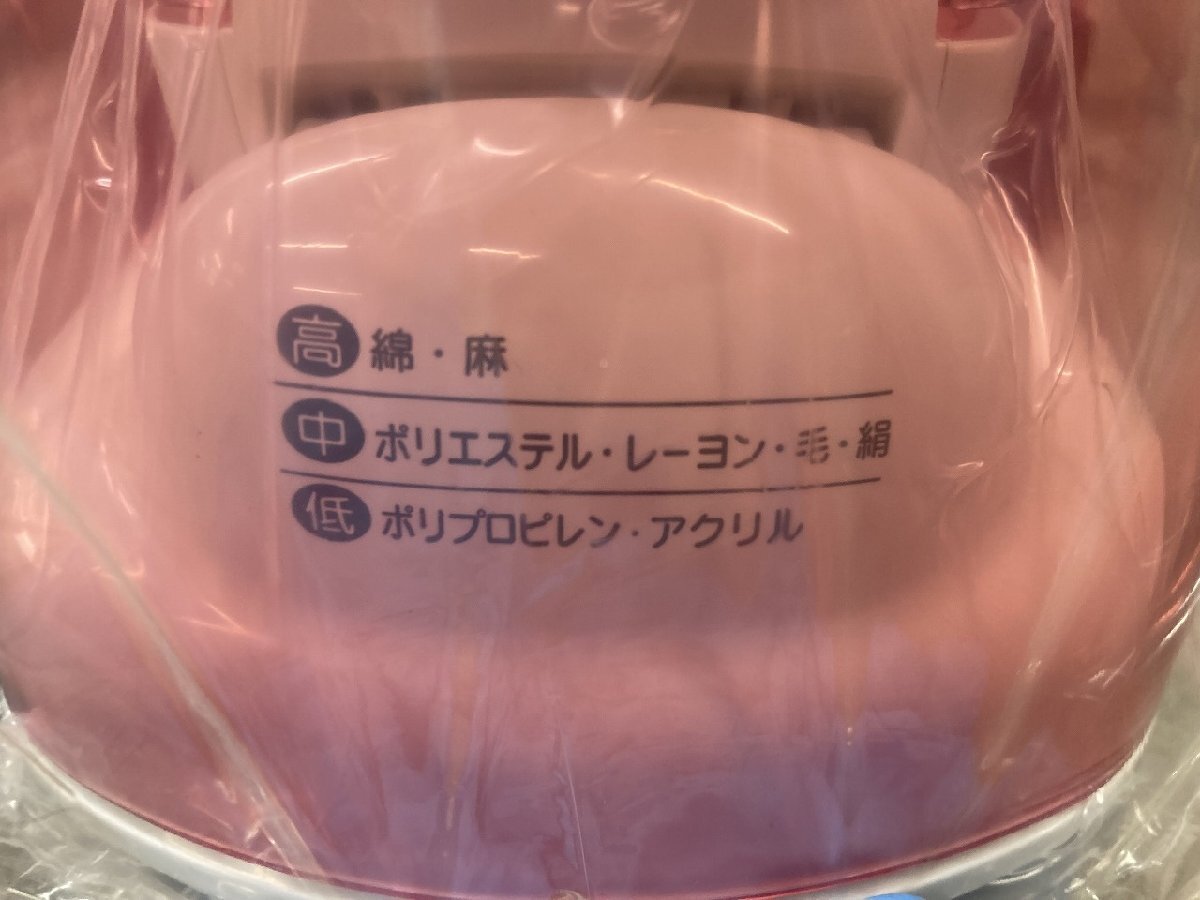 高 綿・麻
中 ポリエステル・レーヨン・毛・絹
低 ポリプロピレン・アクリル